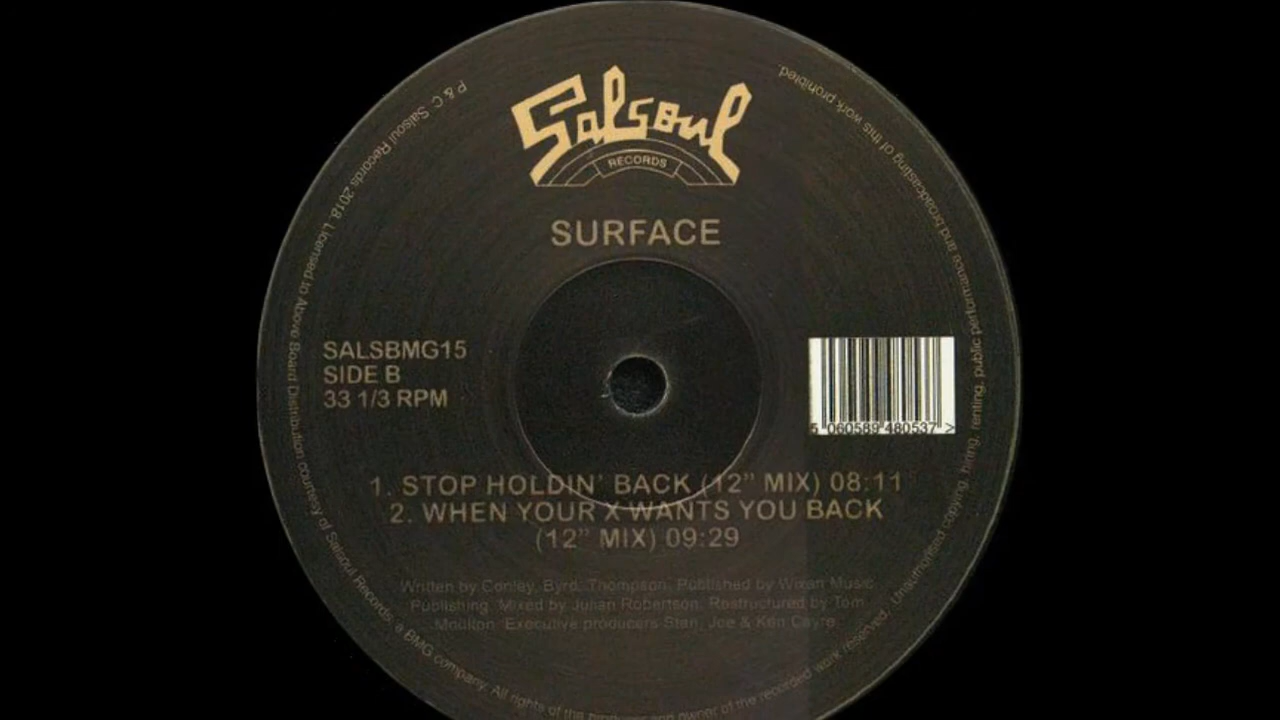 Salsoul
RECORDS
SURFACE
SALSBMG15
SIDE B
33 1/3 RPM
5 060589 480537 >
1. STOP HOLDIN' BACK (12" MIX) 08:11
2. WHEN YOUR X WANTS YOU BACK
(12" MIX) 09:29
Written by Conley, Byrd, Thompson. Published by Wixan Music
Publishing. Mixed by Julian Robertson. Restructured by Tom
Moulton. Executive producers Stan, Joe & Ken Cayre.
P & C Salsoul Records 2018. Licensed to Above Board Distribution courtesy of Salsoul Records, a BMG company. All rights of the producer and owner of the recorded work reserved. Unauthorised copying, hiring, renting, public performance and broadcasting of this work prohibited.